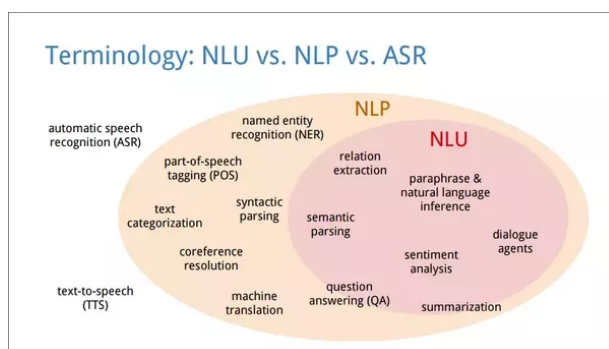 Terminology: NLU vs. NLP vs. ASR
NLP
NLU
automatic speech
recognition (ASR)
named entity
recognition (NER)
part-of-speech
tagging (POS)
relation
extraction
paraphrase &
natural language
inference
text
categorization
syntactic
parsing
semantic
parsing
dialogue
agents
coreference
resolution
sentiment
analysis
text-to-speech
(TTS)
machine
translation
question
answering (QA)
summarization